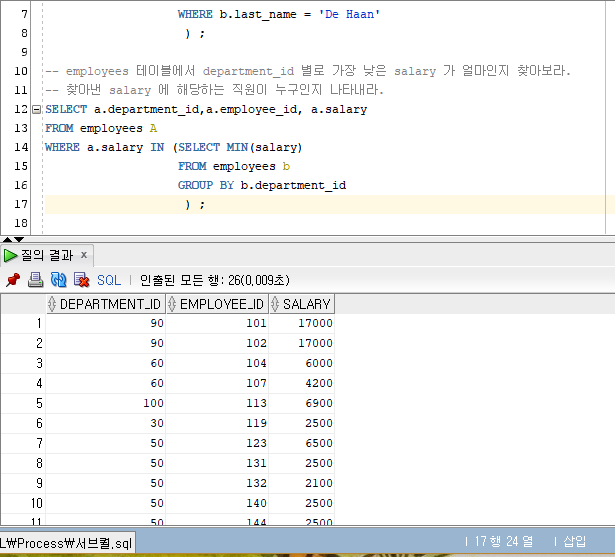 7 WHERE b.last_name = 'De Haan'
8 ) ;
9
10 -- employees 테이블에서 department_id 별로 가장 낮은 salary 가 얼마인지 찾아보라.
11 -- 찾아낸 salary 에 해당하는 직원이 누구인지 나타내라.
12 SELECT a.department_id,a.employee_id, a.salary
13 FROM employees A
14 WHERE a.salary IN (SELECT MIN(salary)
15 FROM employees b
16 GROUP BY b.department_id
17 ) ;
18
질의 결과 x
SQL | 인출된 모든 행: 26(0,009초)
DEPARTMENT_ID EMPLOYEE_ID SALARY
1 90 101 17000
2 90 102 17000
3 60 104 6000
4 60 107 4200
5 100 113 6900
6 30 119 2500
7 50 123 6500
8 50 131 2500
9 50 132 2100
10 50 140 2500
11 50 144 2500
L₩Process₩서브쿼리.sql | 17 행 24 열 | 삽입